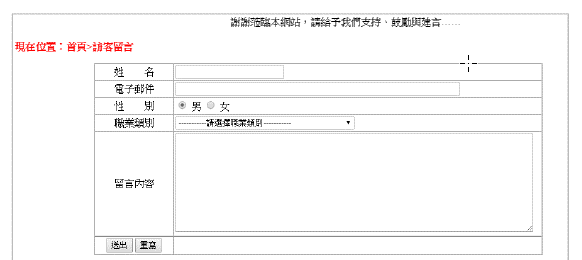 謝謝蒞臨本網站，請給予我們支持、鼓勵與建言......
現在位置：首頁>訪客留言
姓　　名
電子郵件
性　　別 男 女
職業類別 ----------請選擇職業類別----------
留言內容
送出 重寫